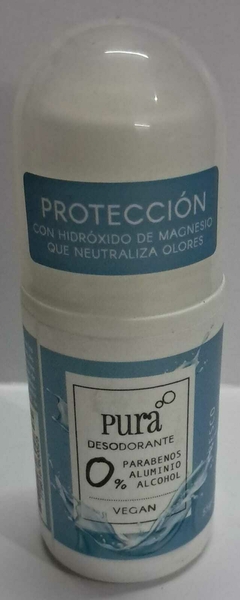 PROTECCIÓN
CON HIDRÓXIDO DE MAGNESIO
QUE NEUTRALIZA OLORES
Pura
DESODORANTE
0%
PARABENOS
ALUMINIO
ALCOHOL
VEGAN